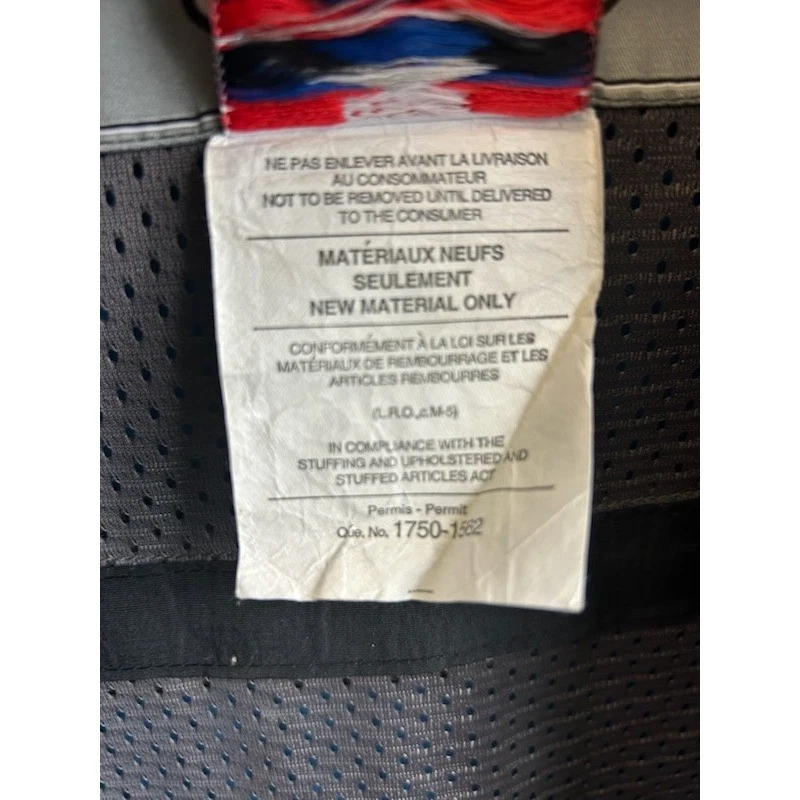 NE PAS ENLEVER AVANT LA LIVRAISON
AU CONSOMMATEUR
NOT TO BE REMOVED UNTIL DELIVERED
TO THE CONSUMER
MATÉRIAUX NEUFS
SEULEMENT
NEW MATERIAL ONLY
CONFORMÉMENT À LA LOI SUR LES
MATÉRIAUX DE REMBOURRAGE ET LES
ARTICLES REMBOURRES
(L.R.Q.,c.M-5)
IN COMPLIANCE WITH THE
STUFFING AND UPHOLSTERED AND
STUFFED ARTICLES ACT
Permis - Permit
Que. No. 1750-1562